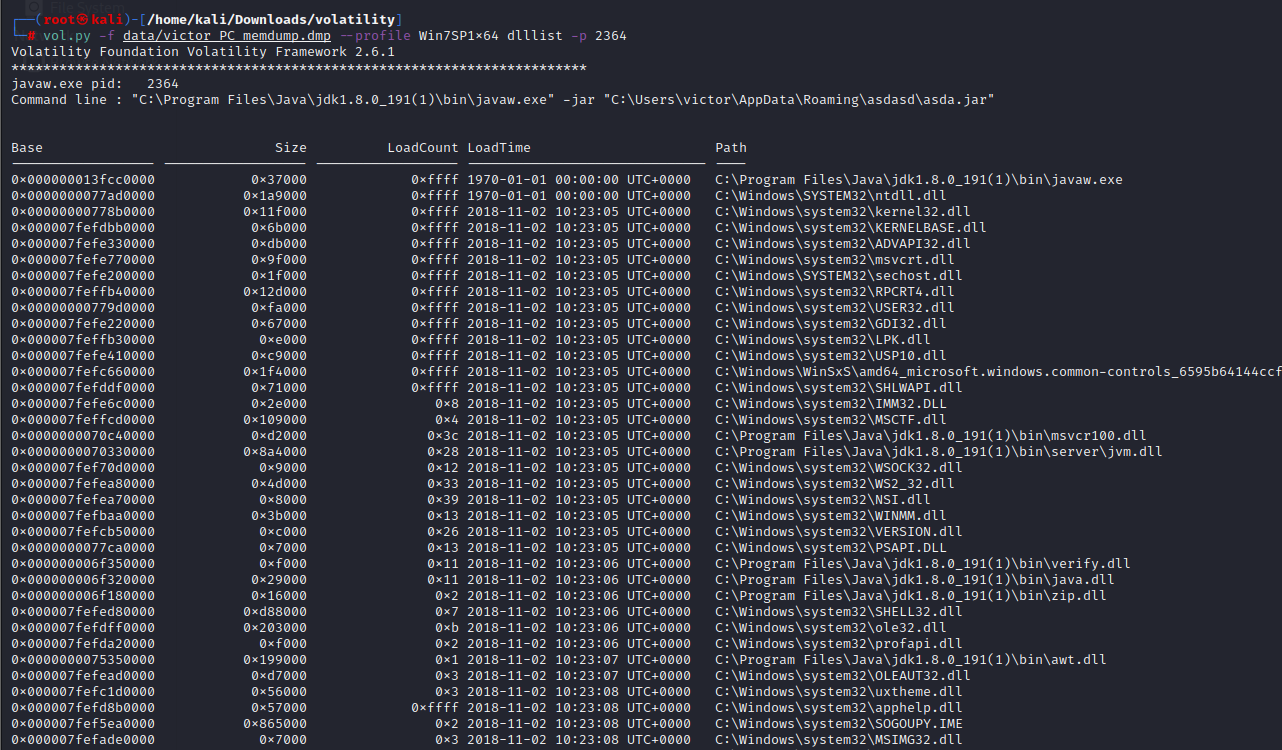 File System
┌──(root㉿kali)-[/home/kali/Downloads/volatility]
└─# vol.py -f data/victor_PC_memdump.dmp --profile Win7SP1×64 dlllist -p 2364
Volatility Foundation Volatility Framework 2.6.1
************************************************************************
javaw.exe pid:   2364
Command line : "C:\Program Files\Java\jdk1.8.0_191(1)\bin\javaw.exe" -jar "C:\Users\victor\AppData\Roaming\asdasd\asda.jar"
Base Size LoadCount LoadTime Path
0×000000013fcc0000 0×37000 0×ffff 1970-01-01 00:00:00 UTC+0000 C:\Program Files\Java\jdk1.8.0_191(1)\bin\javaw.exe
0×0000000077ad0000 0×1a9000 0×ffff 1970-01-01 00:00:00 UTC+0000 C:\Windows\SYSTEM32\ntdll.dll
0×00000000778b0000 0×11f000 0×ffff 2018-11-02 10:23:05 UTC+0000 C:\Windows\system32\kernel32.dll
0×000007fefdbb0000 0×6b000 0×ffff 2018-11-02 10:23:05 UTC+0000 C:\Windows\system32\KERNELBASE.dll
0×000007fefe330000 0×db000 0×ffff 2018-11-02 10:23:05 UTC+0000 C:\Windows\system32\ADVAPI32.dll
0×000007fefe770000 0×9f000 0×ffff 2018-11-02 10:23:05 UTC+0000 C:\Windows\system32\msvcrt.dll
0×000007fefe200000 0×1f000 0×ffff 2018-11-02 10:23:05 UTC+0000 C:\Windows\SYSTEM32\sechost.dll
0×000007feffb40000 0×12d000 0×ffff 2018-11-02 10:23:05 UTC+0000 C:\Windows\system32\RPCRT4.dll
0×00000000779d0000 0×fa000 0×ffff 2018-11-02 10:23:05 UTC+0000 C:\Windows\system32\USER32.dll
0×000007fefe220000 0×67000 0×ffff 2018-11-02 10:23:05 UTC+0000 C:\Windows\system32\GDI32.dll
0×000007feffb30000 0×e000 0×ffff 2018-11-02 10:23:05 UTC+0000 C:\Windows\system32\LPK.dll
0×000007fefe410000 0×c9000 0×ffff 2018-11-02 10:23:05 UTC+0000 C:\Windows\system32\USP10.dll
0×000007fefc660000 0×1f4000 0×ffff 2018-11-02 10:23:05 UTC+0000 C:\Windows\WinSxS\amd64_microsoft.windows.common-controls_6595b64144ccf
0×000007fefddf0000 0×71000 0×ffff 2018-11-02 10:23:05 UTC+0000 C:\Windows\system32\SHLWAPI.dll
0×000007fefe6c0000 0×2e000 0×8 2018-11-02 10:23:05 UTC+0000 C:\Windows\system32\IMM32.DLL
0×000007feffcd0000 0×109000 0×4 2018-11-02 10:23:05 UTC+0000 C:\Windows\system32\MSCTF.dll
0×0000000070c40000 0×d2000 0×3c 2018-11-02 10:23:05 UTC+0000 C:\Program Files\Java\jdk1.8.0_191(1)\bin\msvcr100.dll
0×0000000070330000 0×8a4000 0×28 2018-11-02 10:23:05 UTC+0000 C:\Program Files\Java\jdk1.8.0_191(1)\bin\server\jvm.dll
0×000007fef70d0000 0×9000 0×12 2018-11-02 10:23:05 UTC+0000 C:\Windows\system32\WSOCK32.dll
0×000007fefea80000 0×4d000 0×33 2018-11-02 10:23:05 UTC+0000 C:\Windows\system32\WS2_32.dll
0×000007fefea70000 0×8000 0×39 2018-11-02 10:23:05 UTC+0000 C:\Windows\system32\NSI.dll
0×000007fefbaa0000 0×3b000 0×13 2018-11-02 10:23:05 UTC+0000 C:\Windows\system32\WINMM.dll
0×000007fefcb50000 0×c000 0×26 2018-11-02 10:23:05 UTC+0000 C:\Windows\system32\VERSION.dll
0×0000000077ca0000 0×7000 0×13 2018-11-02 10:23:05 UTC+0000 C:\Windows\system32\PSAPI.DLL
0×000000006f350000 0×f000 0×11 2018-11-02 10:23:06 UTC+0000 C:\Program Files\Java\jdk1.8.0_191(1)\bin\verify.dll
0×000000006f320000 0×29000 0×11 2018-11-02 10:23:06 UTC+0000 C:\Program Files\Java\jdk1.8.0_191(1)\bin\java.dll
0×000000006f180000 0×16000 0×2 2018-11-02 10:23:06 UTC+0000 C:\Program Files\Java\jdk1.8.0_191(1)\bin\zip.dll
0×000007fefed80000 0×d88000 0×7 2018-11-02 10:23:06 UTC+0000 C:\Windows\system32\SHELL32.dll
0×000007fefdff0000 0×203000 0×b 2018-11-02 10:23:06 UTC+0000 C:\Windows\system32\ole32.dll
0×000007fefda20000 0×f000 0×2 2018-11-02 10:23:06 UTC+0000 C:\Windows\system32\profapi.dll
0×0000000075350000 0×199000 0×1 2018-11-02 10:23:07 UTC+0000 C:\Program Files\Java\jdk1.8.0_191(1)\bin\awt.dll
0×000007fefead0000 0×d7000 0×3 2018-11-02 10:23:07 UTC+0000 C:\Windows\system32\OLEAUT32.dll
0×000007fefc1d0000 0×56000 0×3 2018-11-02 10:23:08 UTC+0000 C:\Windows\system32\uxtheme.dll
0×000007fefd8b0000 0×57000 0×ffff 2018-11-02 10:23:08 UTC+0000 C:\Windows\system32\apphelp.dll
0×000007fef5ea0000 0×865000 0×2 2018-11-02 10:23:08 UTC+0000 C:\Windows\system32\SOGOUPY.IME
0×000007fefade0000 0×7000 0×3 2018-11-02 10:23:08 UTC+0000 C:\Windows\system32\MSIMG32.dll